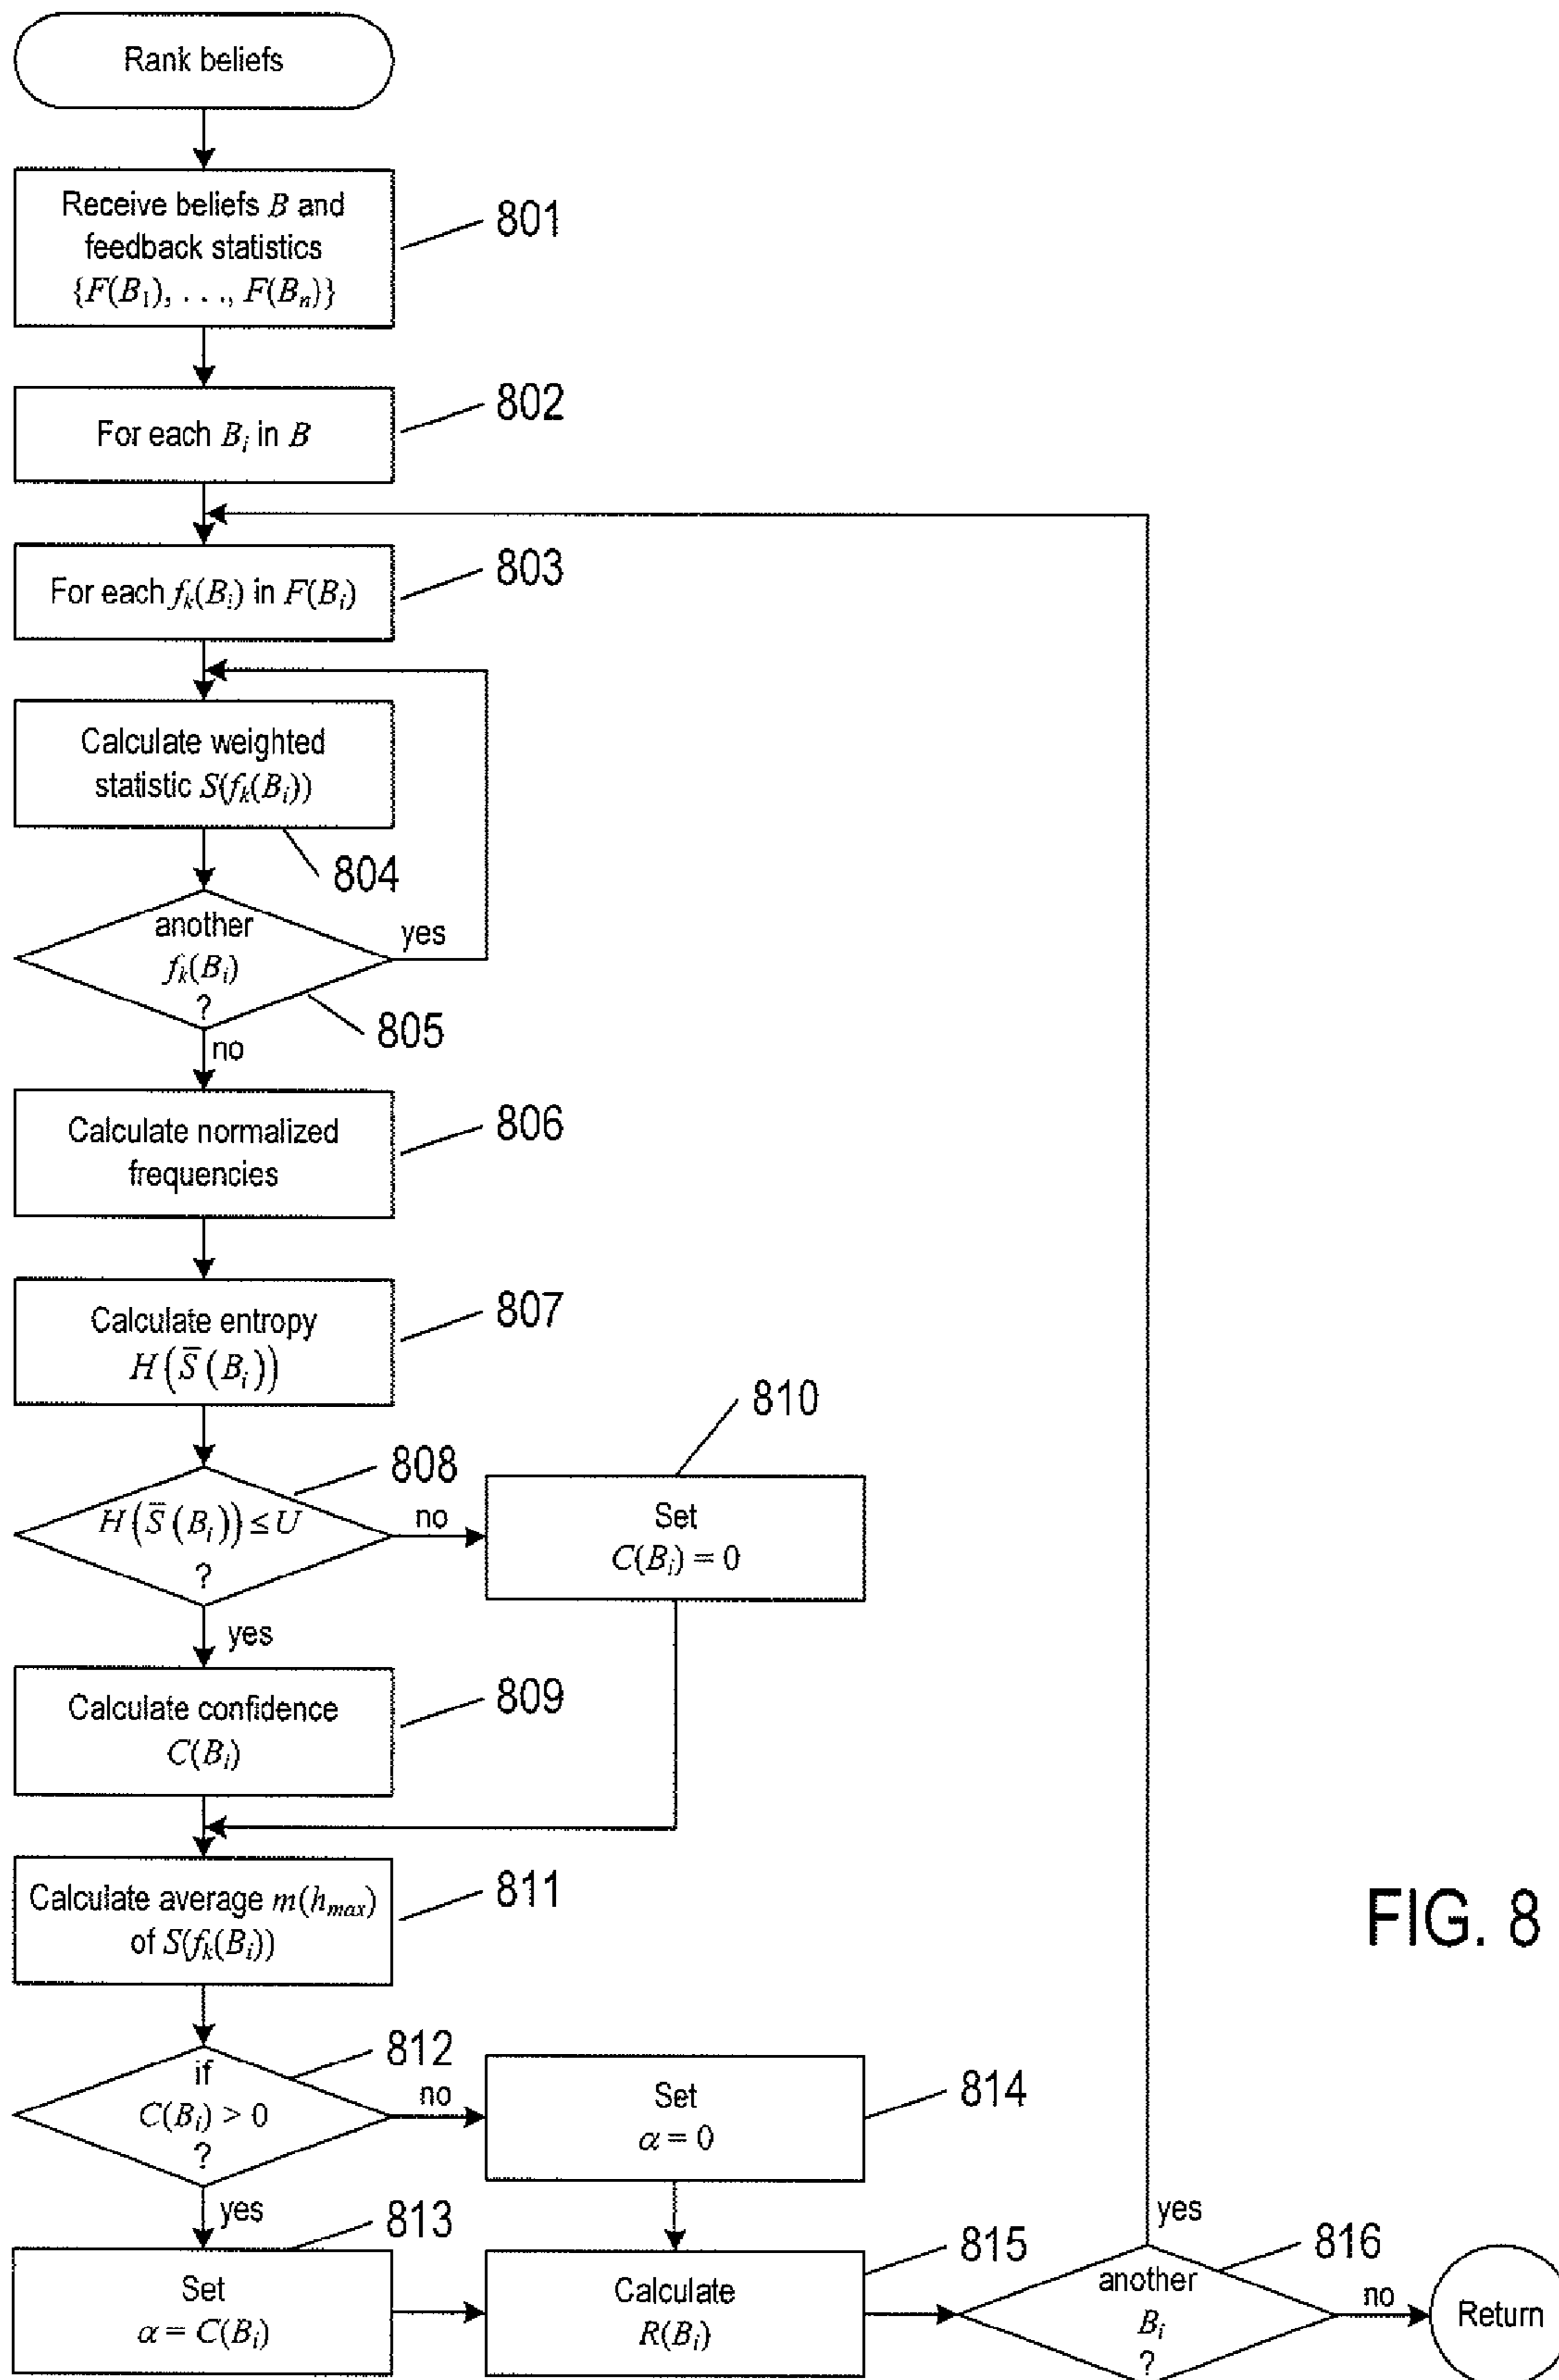 Rank beliefs
Receive beliefs B and
feedback statistics
{F(B₁), . . ., F(Bₙ)}
801
For each Bᵢ in B
802
For each fₖ(Bᵢ) in F(Bᵢ)
803
Calculate weighted
statistic S(fₖ(Bᵢ))
804
another
fₖ(Bᵢ)
?
yes
805
no
Calculate normalized
frequencies
806
Calculate entropy
H(S̄(Bᵢ))
807
808
H(S̄(Bᵢ)) ≤ U
?
no
810
Set
C(Bᵢ) = 0
yes
Calculate confidence
C(Bᵢ)
809
Calculate average m(hₘₐₓ)
of S(fₖ(Bᵢ))
811
FIG. 8
812
if
C(Bᵢ) > 0
?
no
Set
α = 0
814
yes
813
Set
α = C(Bᵢ)
815
Calculate
R(Bᵢ)
yes
816
another
Bᵢ
?
no
Return